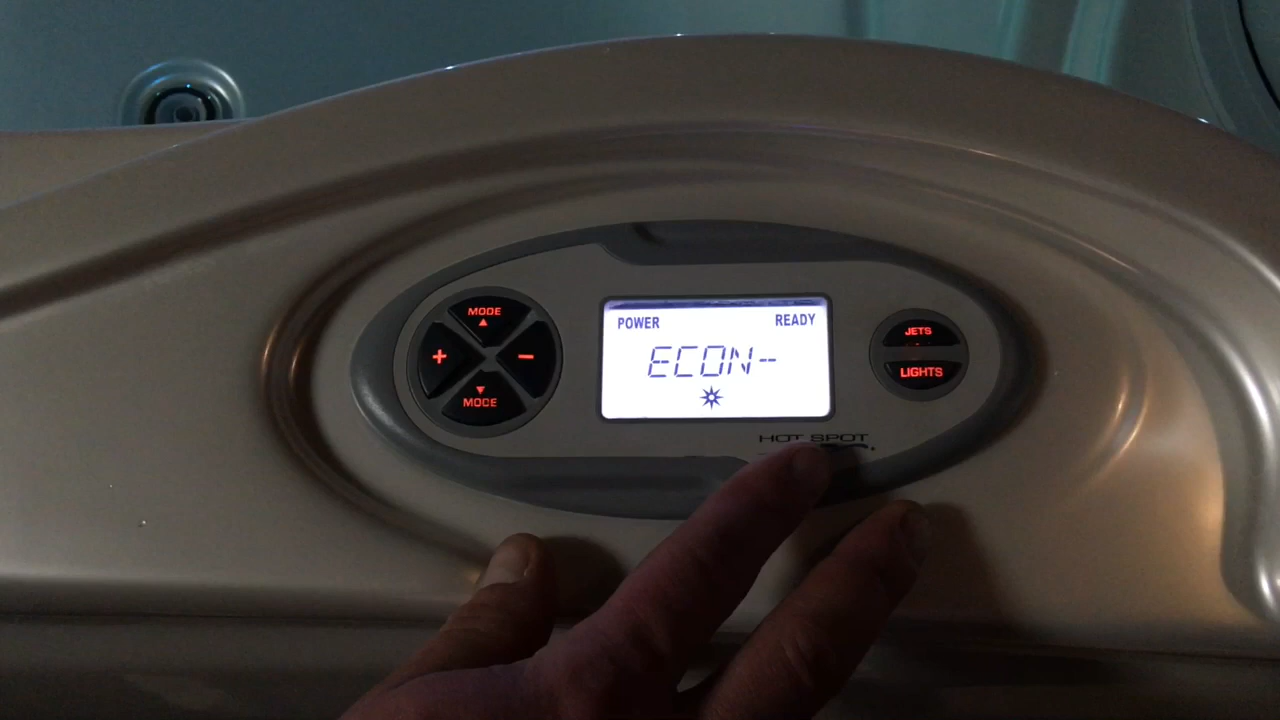 MODE
+
-
MODE
POWER READY
ECON-
JETS
LIGHTS
HOT SPOT